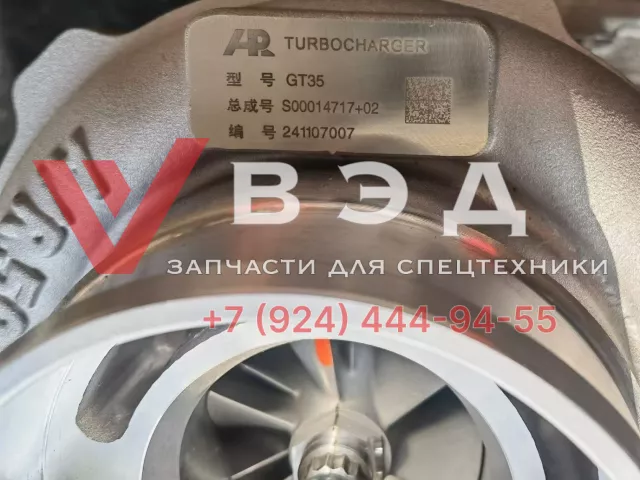 AR TURBOCHARGER
型 号 GT35
总成号 S00014717+02
编 号 241107007
ВЭД
ЗАПЧАСТИ ДЛЯ СПЕЦТЕХНИКИ
+7 (924) 444-94-55